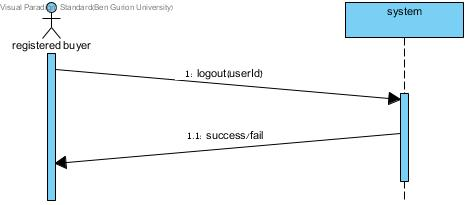 Visual Paradigm Standard(Ben Gurion University)
system
registered buyer
1: logout(userId)
1.1: success/fail